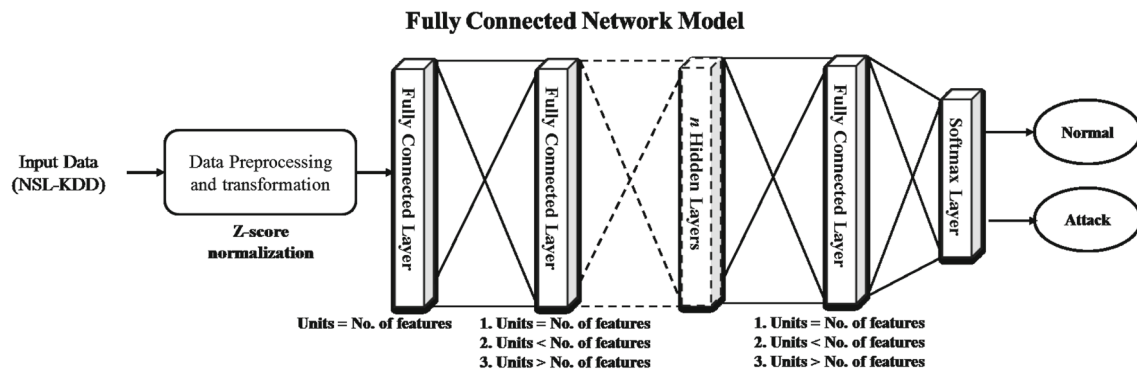 Fully Connected Network Model
Input Data
(NSL-KDD)
Data Preprocessing
and transformation
Z-score
normalization
Fully Connected Layer
Fully Connected Layer
n Hidden Layers
Fully Connected Layer
Softmax Layer
Normal
Attack
Units = No. of features
1. Units = No. of features
2. Units < No. of features
3. Units > No. of features
1. Units = No. of features
2. Units < No. of features
3. Units > No. of features